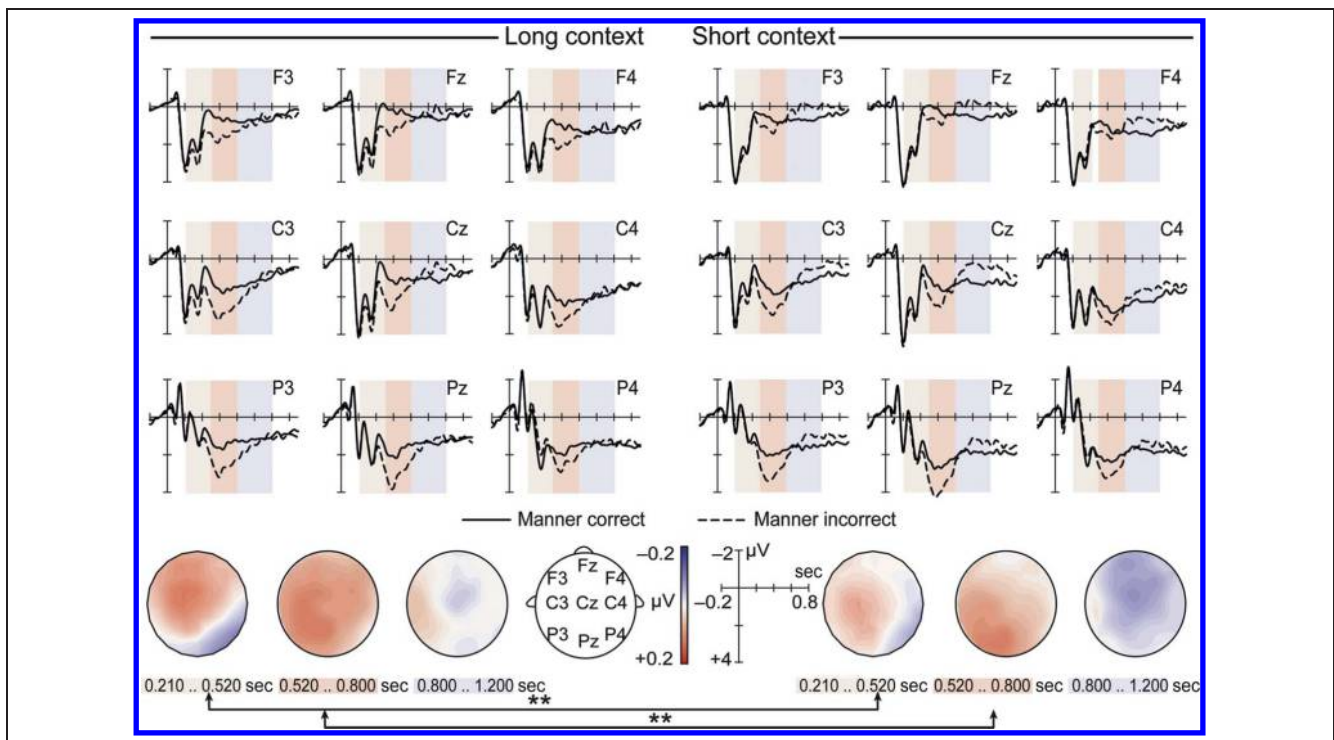 Long context Short context
F3 Fz F4 F3 Fz F4
C3 Cz C4 C3 Cz C4
P3 Pz P4 P3 Pz P4
Manner correct Manner incorrect
Fz
F3 F4
C3 Cz C4
P3 Pz P4
–0.2
µV
+0.2
–2 µV
sec
–0.2 0.8
+4
0.210 .. 0.520 sec 0.520 .. 0.800 sec 0.800 .. 1.200 sec 0.210 .. 0.520 sec 0.520 .. 0.800 sec 0.800 .. 1.200 sec
**
**